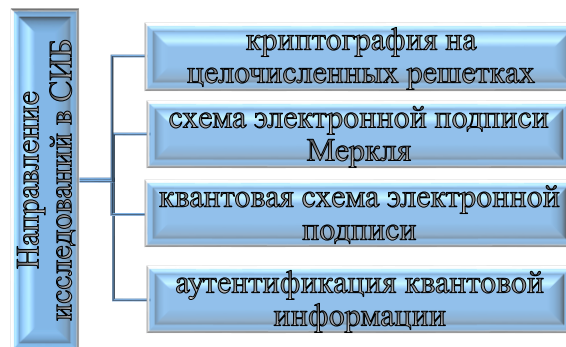 Направление
исследований в СИБ
криптография на
целочисленных решетках
схема электронной подписи
Меркля
квантовая схема электронной
подписи
аутентификация квантовой
информации